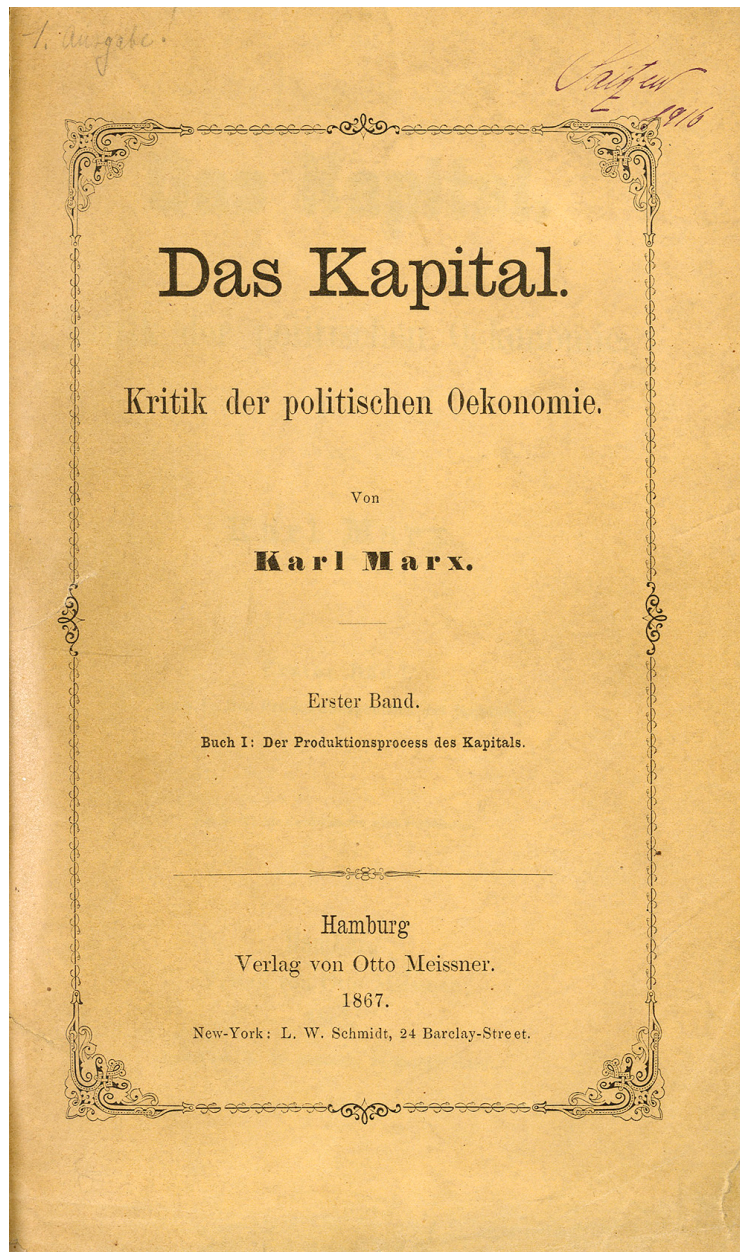 1. Ausgabe!
1916
Das Kapital.
Kritik der politischen Oekonomie.
Von
Karl Marx.
Erster Band.
Buch I: Der Produktionsprocess des Kapitals.
Hamburg
Verlag von Otto Meissner.
1867.
New-York: L. W. Schmidt, 24 Barclay-Street.